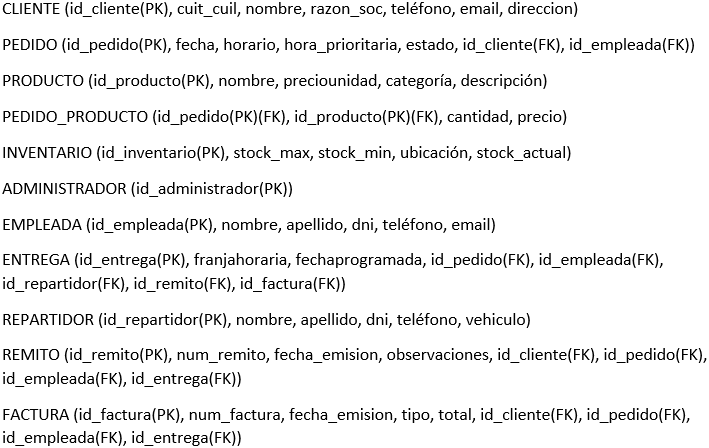 CLIENTE (id_cliente(PK), cuit_cuil, nombre, razon_soc, teléfono, email, direccion)
PEDIDO (id_pedido(PK), fecha, horario, hora_prioritaria, estado, id_cliente(FK), id_empleada(FK))
PRODUCTO (id_producto(PK), nombre, preciounidad, categoría, descripción)
PEDIDO_PRODUCTO (id_pedido(PK)(FK), id_producto(PK)(FK), cantidad, precio)
INVENTARIO (id_inventario(PK), stock_max, stock_min, ubicación, stock_actual)
ADMINISTRADOR (id_administrador(PK))
EMPLEADA (id_empleada(PK), nombre, apellido, dni, teléfono, email)
ENTREGA (id_entrega(PK), franjahoraria, fechaprogramada, id_pedido(FK), id_empleada(FK),
id_repartidor(FK), id_remito(FK), id_factura(FK))
REPARTIDOR (id_repartidor(PK), nombre, apellido, dni, teléfono, vehiculo)
REMITO (id_remito(PK), num_remito, fecha_emision, observaciones, id_cliente(FK), id_pedido(FK),
id_empleada(FK), id_entrega(FK))
FACTURA (id_factura(PK), num_factura, fecha_emision, tipo, total, id_cliente(FK), id_pedido(FK),
id_empleada(FK), id_entrega(FK))